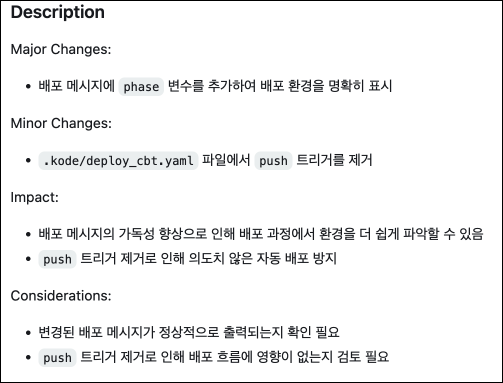 Description
Major Changes:
• 배포 메시지에 phase 변수를 추가하여 배포 환경을 명확히 표시
Minor Changes:
• .kode/deploy_cbt.yaml 파일에서 push 트리거를 제거
Impact:
• 배포 메시지의 가독성 향상으로 인해 배포 과정에서 환경을 더 쉽게 파악할 수 있음
• push 트리거 제거로 인해 의도치 않은 자동 배포 방지
Considerations:
• 변경된 배포 메시지가 정상적으로 출력되는지 확인 필요
• push 트리거 제거로 인해 배포 흐름에 영향이 없는지 검토 필요